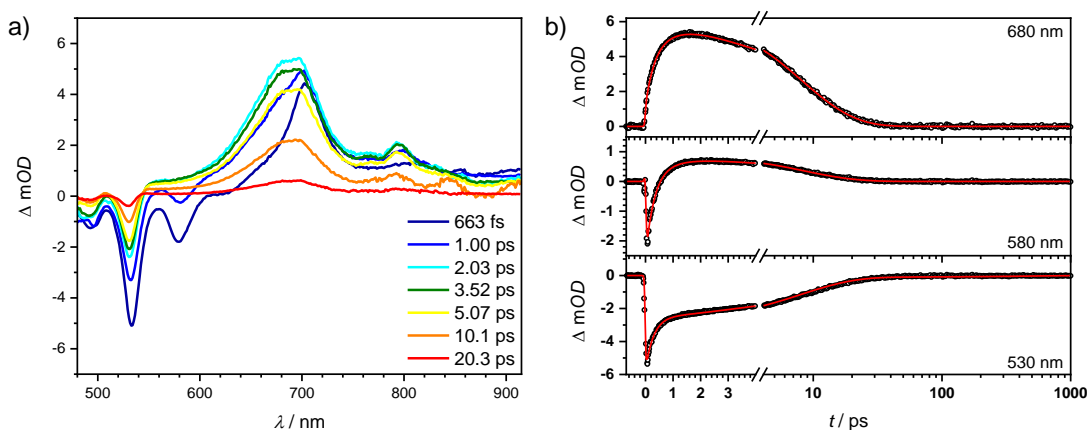 a)
Δ mOD
6
4
2
0
-2
-4
-6
500 600 700 800 900
λ / nm
663 fs
1.00 ps
2.03 ps
3.52 ps
5.07 ps
10.1 ps
20.3 ps
b)
680 nm
Δ mOD
6
4
2
0
580 nm
Δ mOD
1
0
-1
-2
530 nm
Δ mOD
0
-2
-4
-6
0 1 2 3 10 100 1000
t / ps